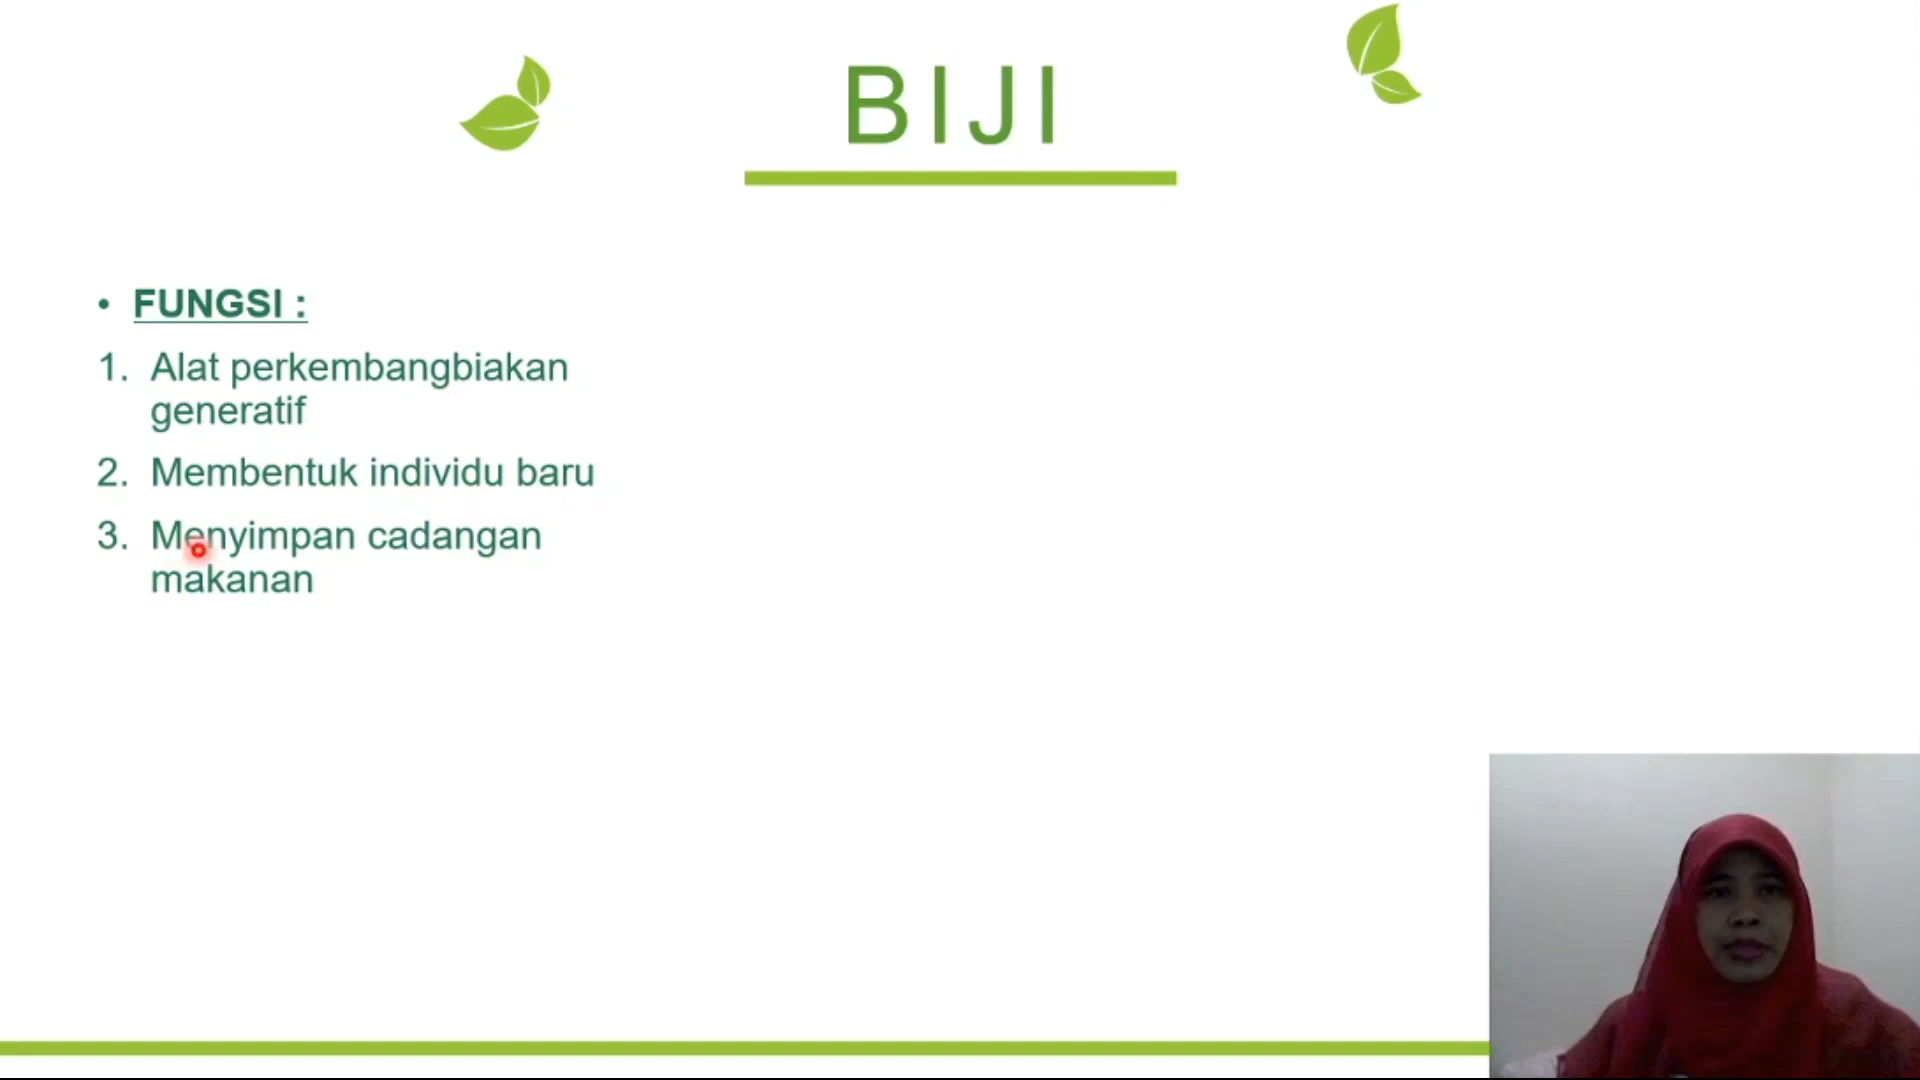 BIJI
• FUNGSI :
1. Alat perkembangbiakan
generatif
2. Membentuk individu baru
3. Menyimpan cadangan
makanan